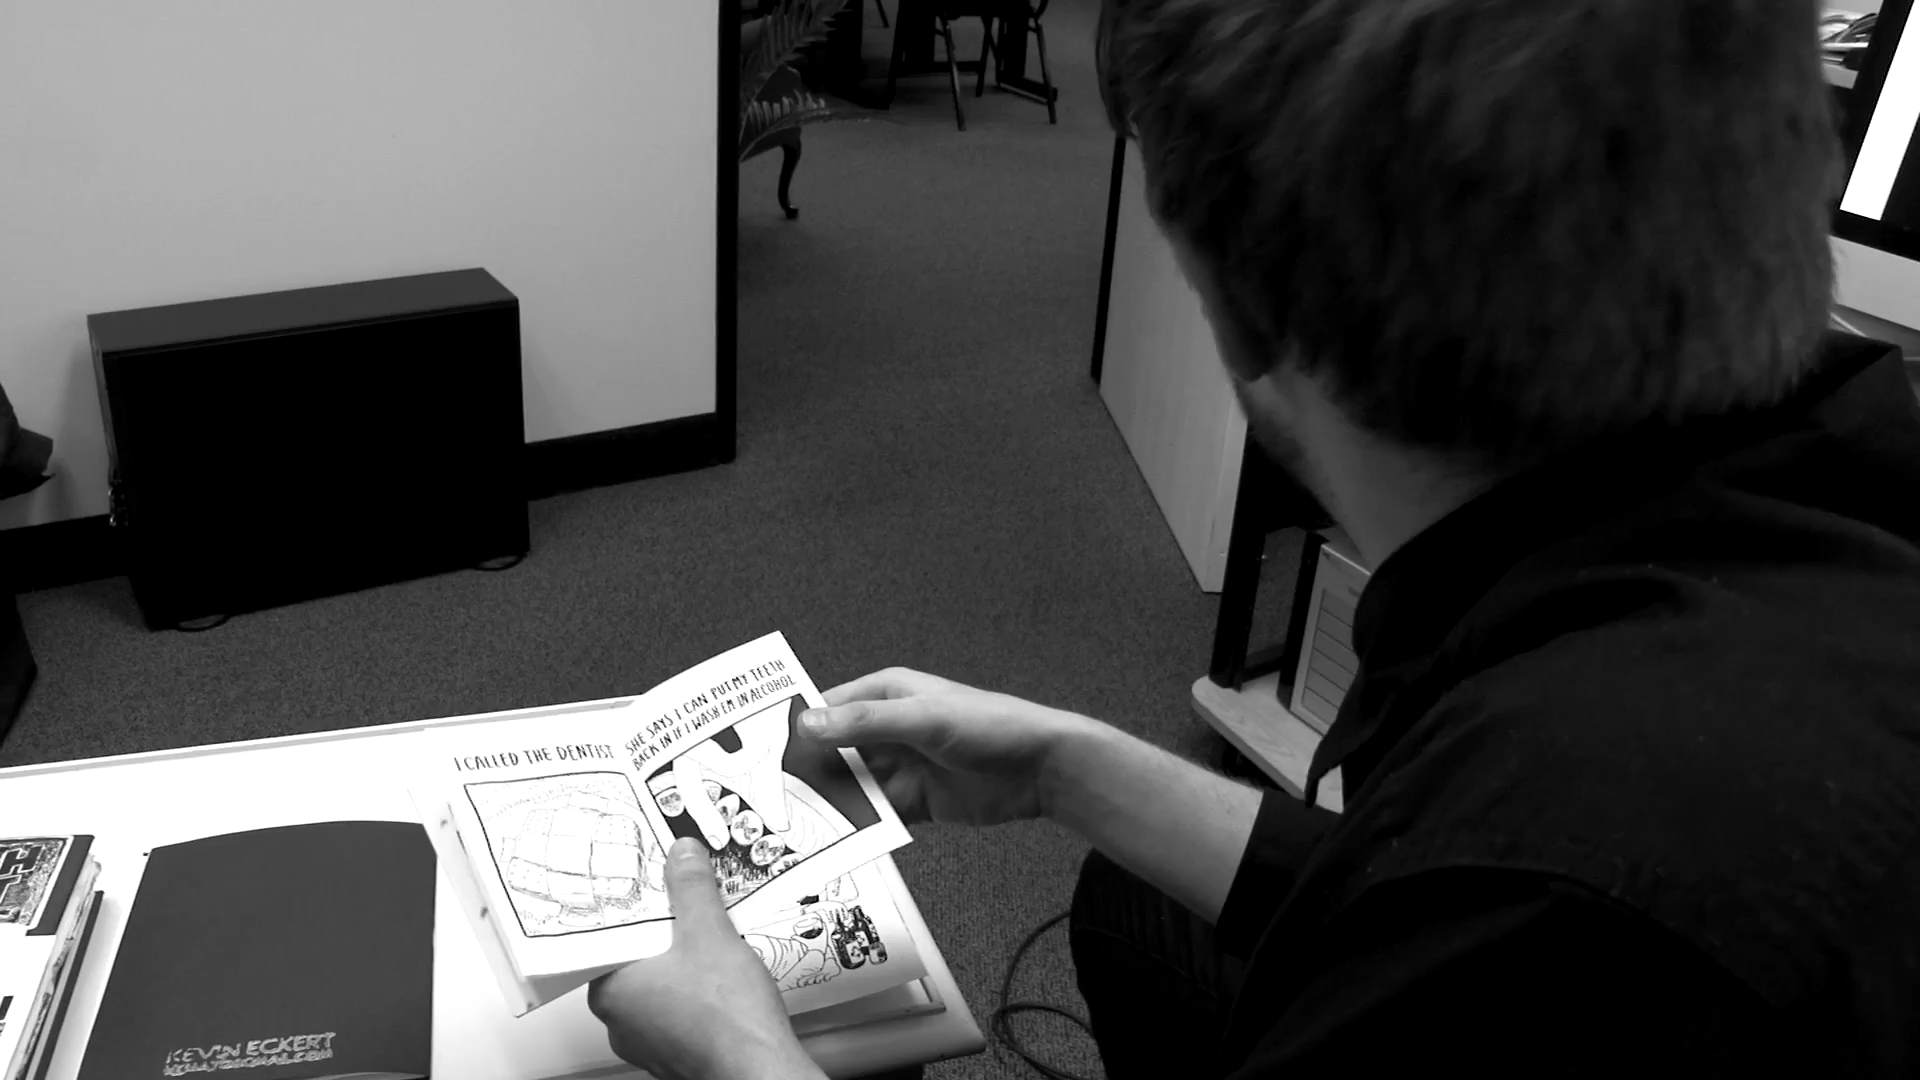 I CALLED THE DENTIST
SHE SAYS I CAN PUT MY TEETH
BACK IN IF I WASH EM IN ALCOHOL
KEVIN ECKERT